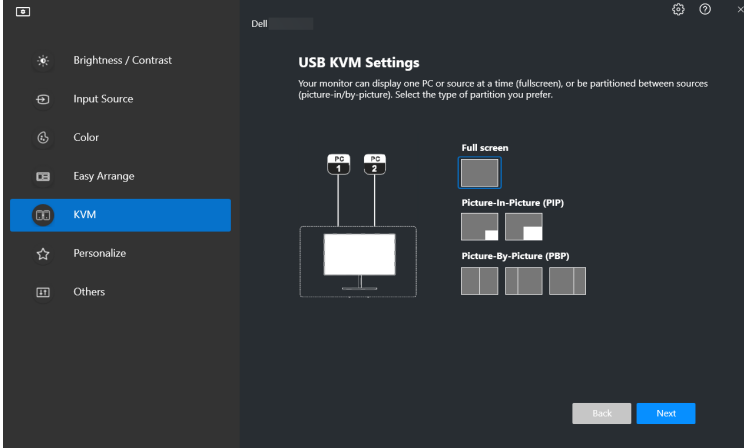 Dell
Brightness / Contrast
Input Source
Color
Easy Arrange
KVM
Personalize
Others
USB KVM Settings
Your monitor can display one PC or source at a time (fullscreen), or be partitioned between sources
(picture-in/by-picture). Select the type of partition you prefer.
PC
1
PC
2
Full screen
Picture-In-Picture (PIP)
Picture-By-Picture (PBP)
Back
Next